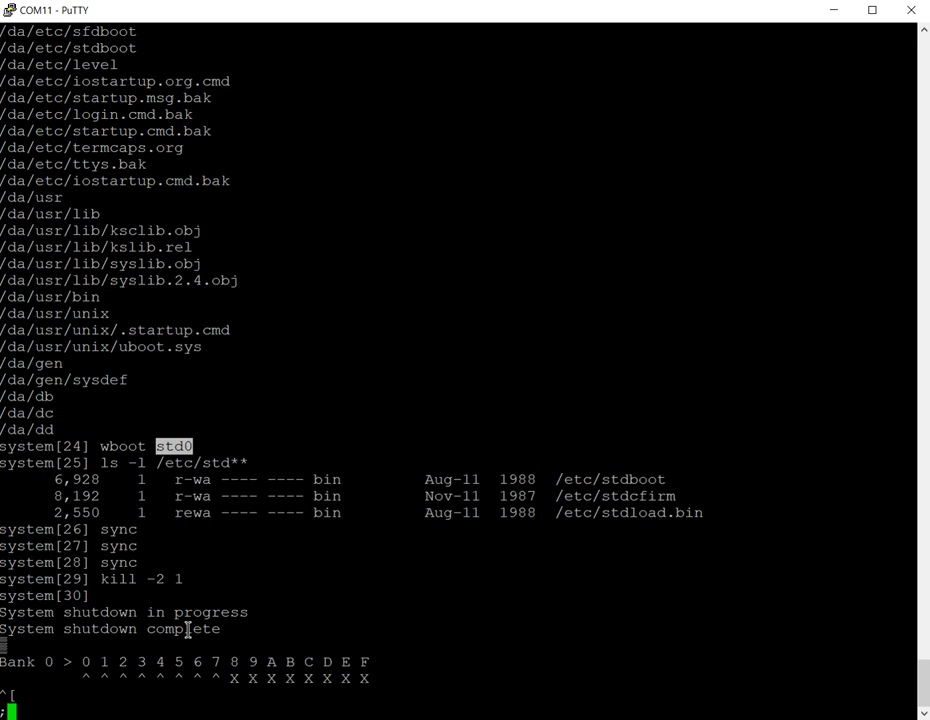 COM11 - PuTTY
/da/etc/sfdboot
/da/etc/stdboot
/da/etc/level
/da/etc/iostartup.org.cmd
/da/etc/startup.msg.bak
/da/etc/login.cmd.bak
/da/etc/startup.cmd.bak
/da/etc/termcaps.org
/da/etc/ttys.bak
/da/etc/iostartup.cmd.bak
/da/usr
/da/usr/lib
/da/usr/lib/ksclib.obj
/da/usr/lib/kslib.rel
/da/usr/lib/syslib.obj
/da/usr/lib/syslib.2.4.obj
/da/usr/bin
/da/usr/unix
/da/usr/unix/.startup.cmd
/da/usr/unix/uboot.sys
/da/gen
/da/gen/sysdef
/da/db
/da/dc
/da/dd
system[24] wboot std0
system[25] ls -l /etc/std**
6,928 1 r-wa ---- ---- bin Aug-11 1988 /etc/stdboot
8,192 1 r-wa ---- ---- bin Nov-11 1987 /etc/stdcfirm
2,550 1 rewa ---- ---- bin Aug-11 1988 /etc/stdload.bin
system[26] sync
system[27] sync
system[28] sync
system[29] kill -2 1
system[30]
System shutdown in progress
System shutdown complete
Bank 0 > 0 1 2 3 4 5 6 7 8 9 A B C D E F
^ ^ ^ ^ ^ ^ ^ ^ X X X X X X X X
^[
;